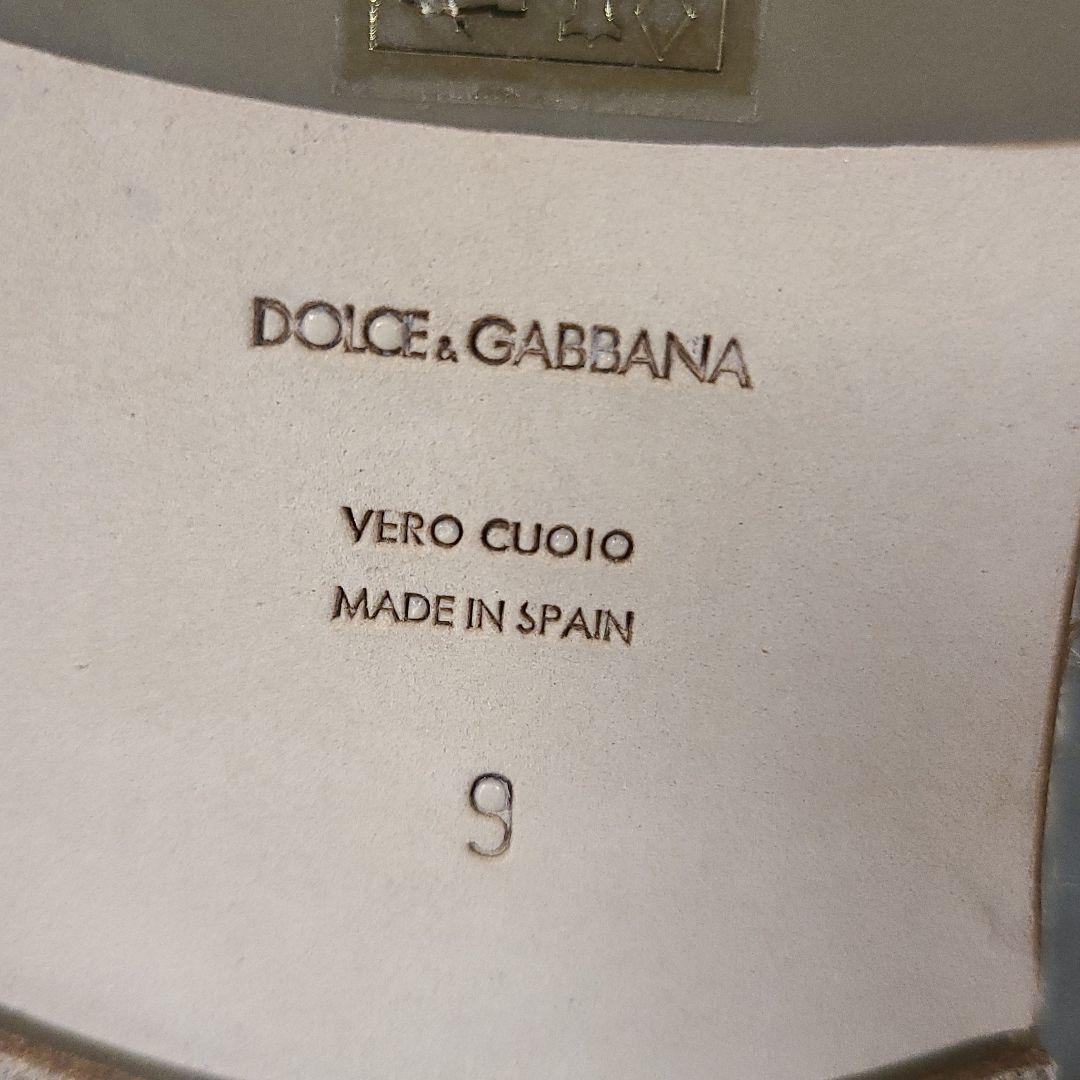 DOLCE & GABBANA
VERO CUOIO
MADE IN SPAIN
9